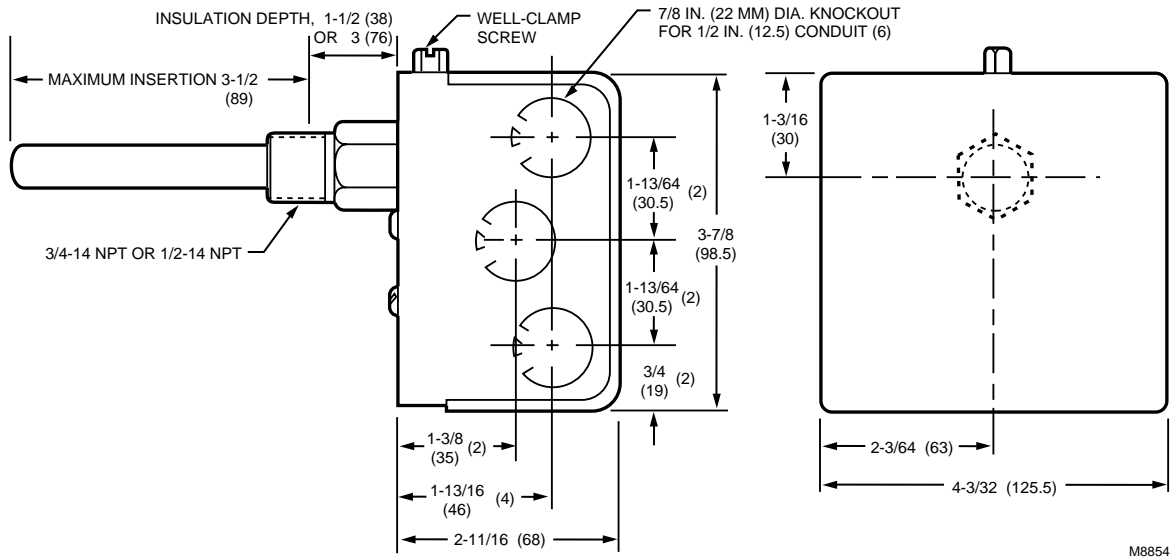 INSULATION DEPTH, 1-1/2 (38)
OR 3 (76)
WELL-CLAMP
SCREW
7/8 IN. (22 MM) DIA. KNOCKOUT
FOR 1/2 IN. (12.5) CONDUIT (6)
MAXIMUM INSERTION 3-1/2
(89)
1-3/16
(30)
1-13/64 (2)
(30.5)
3/4-14 NPT OR 1/2-14 NPT
3-7/8
(98.5)
1-13/64 (2)
(30.5)
3/4 (2)
(19)
1-3/8 (2)
(35)
2-3/64 (63)
1-13/16 (4)
(46)
4-3/32 (125.5)
2-11/16 (68)
M8854